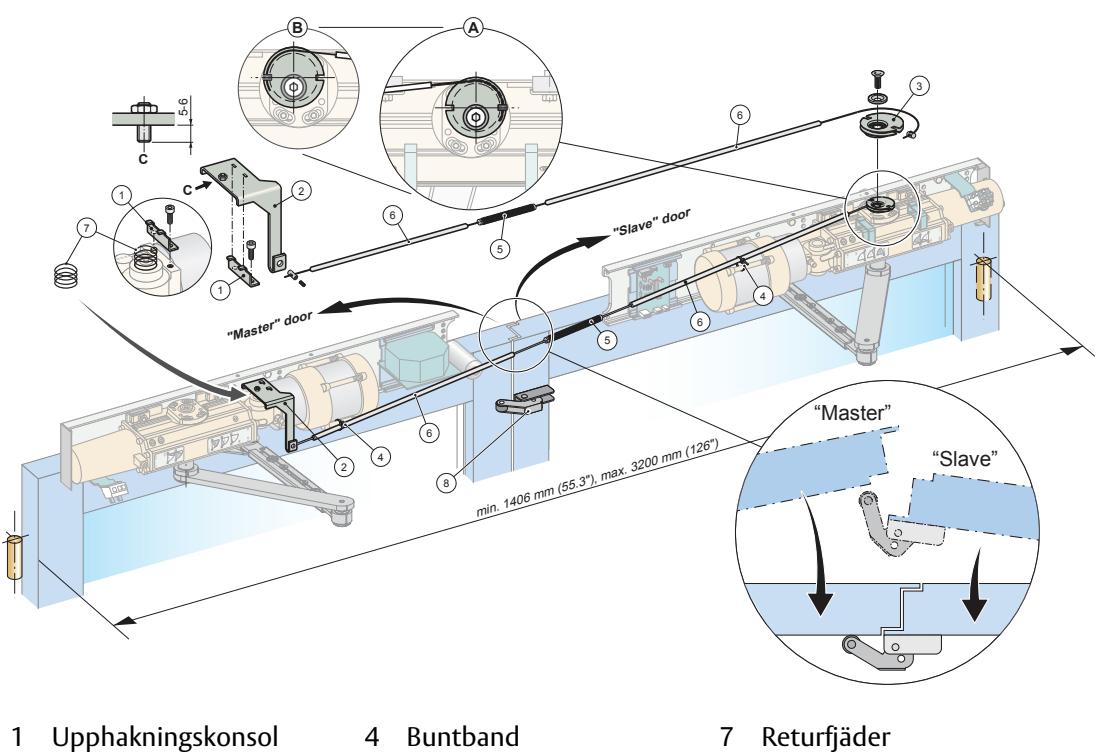 B
A
5-6
C
3
6
C
2
1
7
6
5
1
"Slave" door
4
6
5
"Master" door
6
4
2
8
min. 1406 mm (55.3"), max. 3200 mm (126")
“Master”
“Slave”
1 Upphakningskonsol 4 Buntband 7 Returfjäder